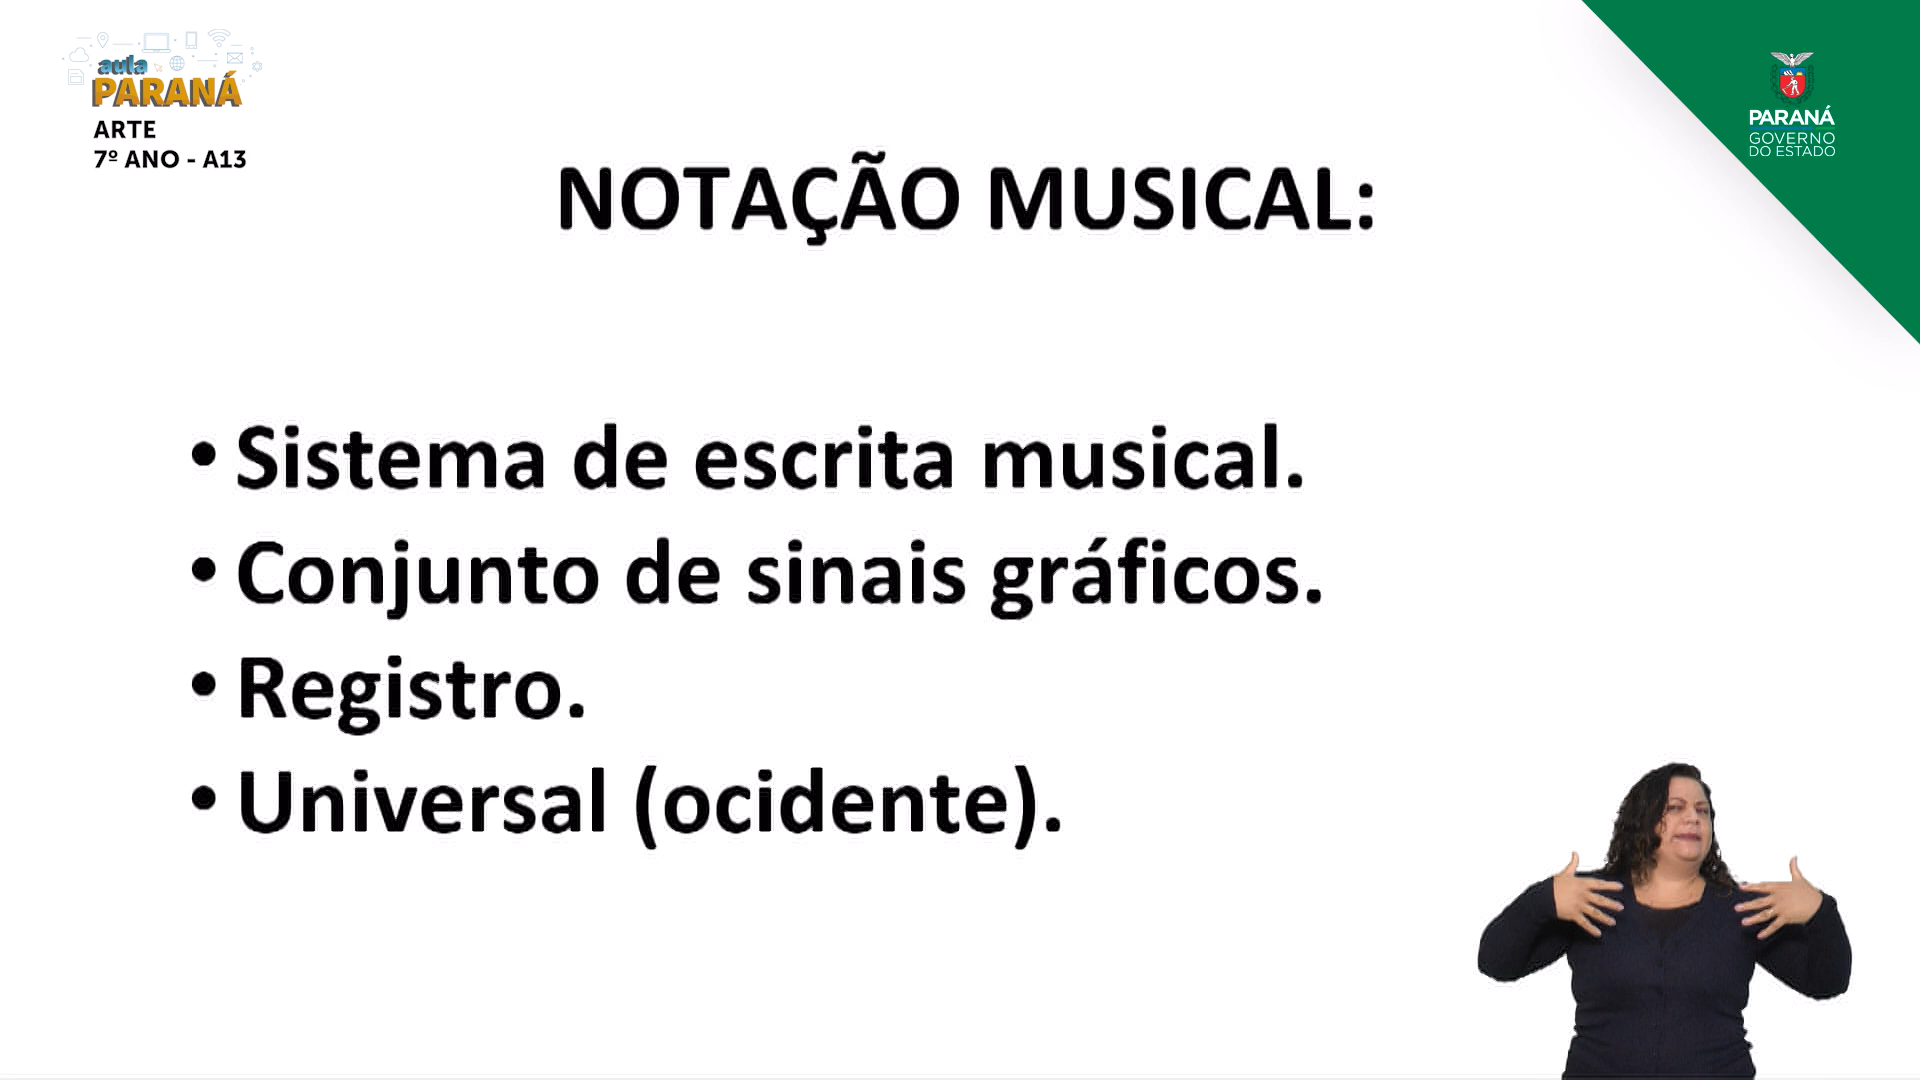 aula
PARANÁ
ARTE
7º ANO - A13
PARANÁ
GOVERNO
DO ESTADO
NOTAÇÃO MUSICAL:
• Sistema de escrita musical.
• Conjunto de sinais gráficos.
• Registro.
• Universal (ocidente).